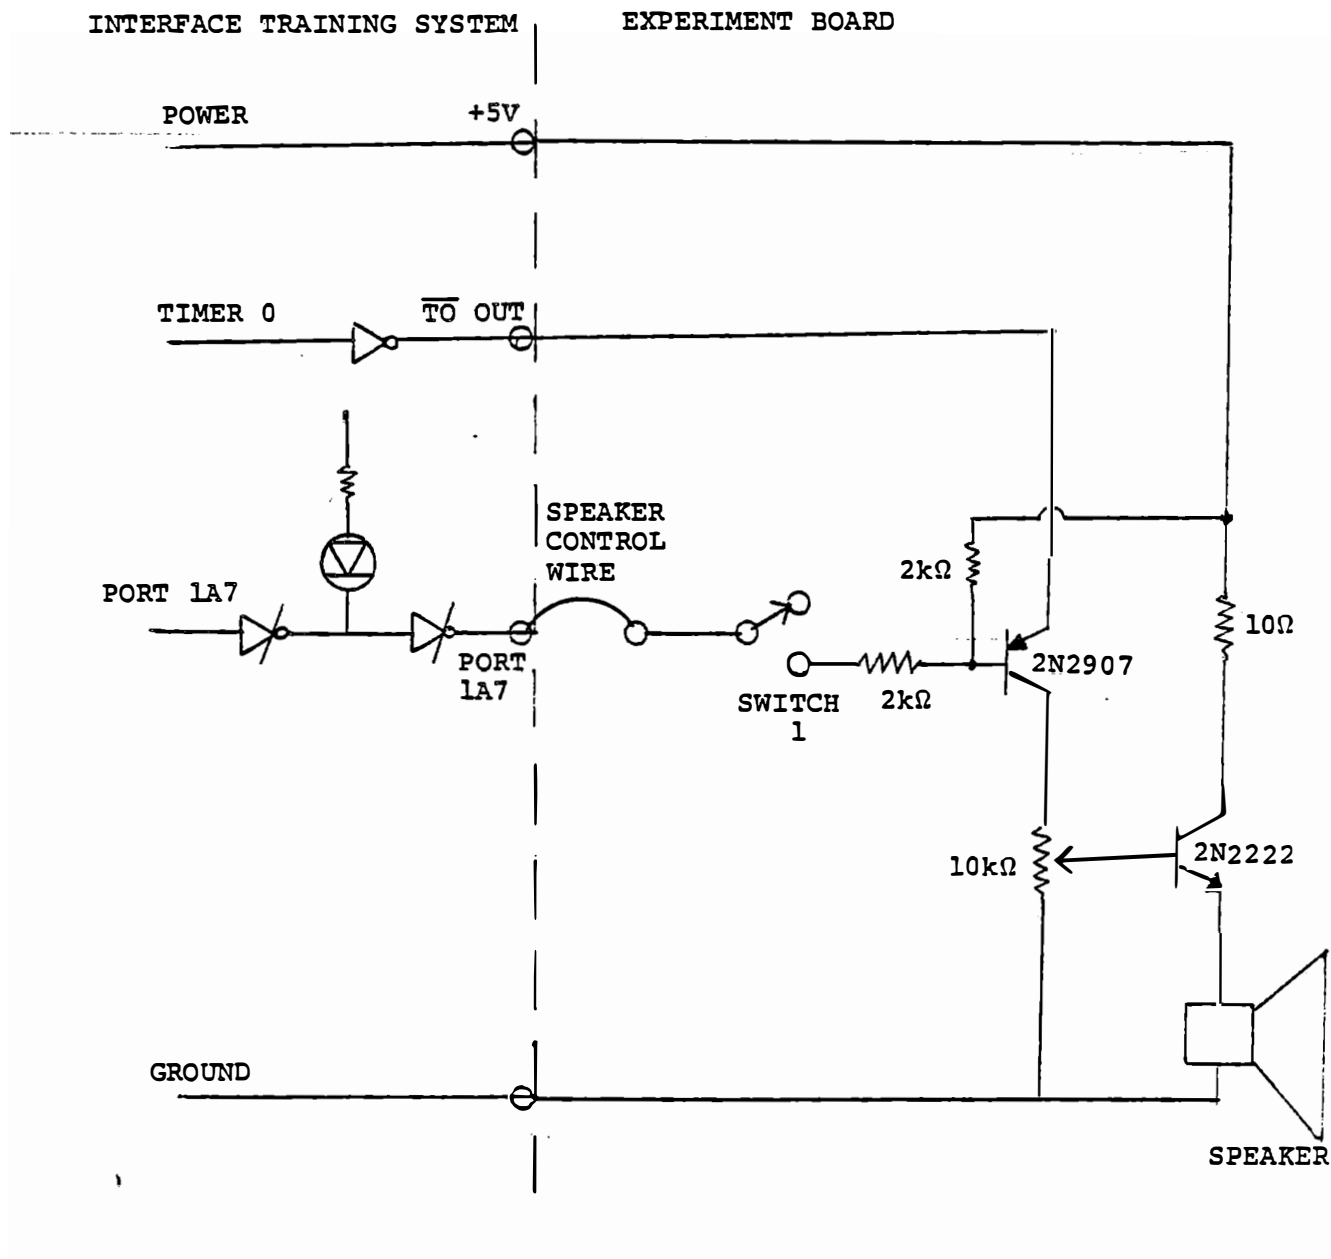 INTERFACE TRAINING SYSTEM
EXPERIMENT BOARD
POWER
+5V
TIMER 0
T0 OUT
SPEAKER
CONTROL
WIRE
PORT 1A7
PORT
1A7
2kΩ
10Ω
2N2907
SWITCH
1
2kΩ
10kΩ
2N2222
GROUND
SPEAKER